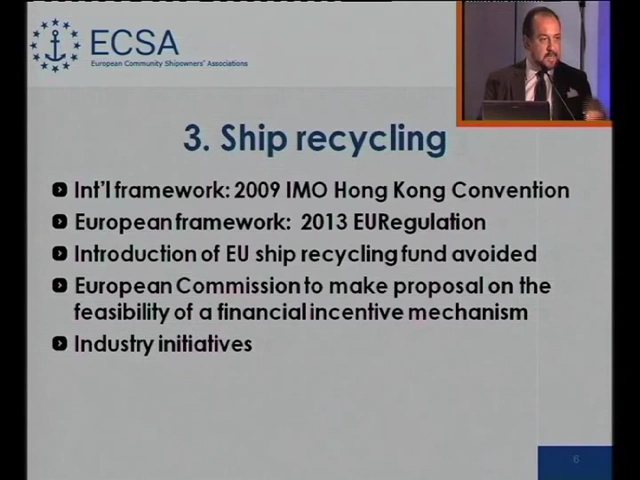 ECSA
European Community Shipowners' Associations
3. Ship recycling
Int'l framework: 2009 IMO Hong Kong Convention
European framework: 2013 EURegulation
Introduction of EU ship recycling fund avoided
European Commission to make proposal on the
feasibility of a financial incentive mechanism
Industry initiatives
6